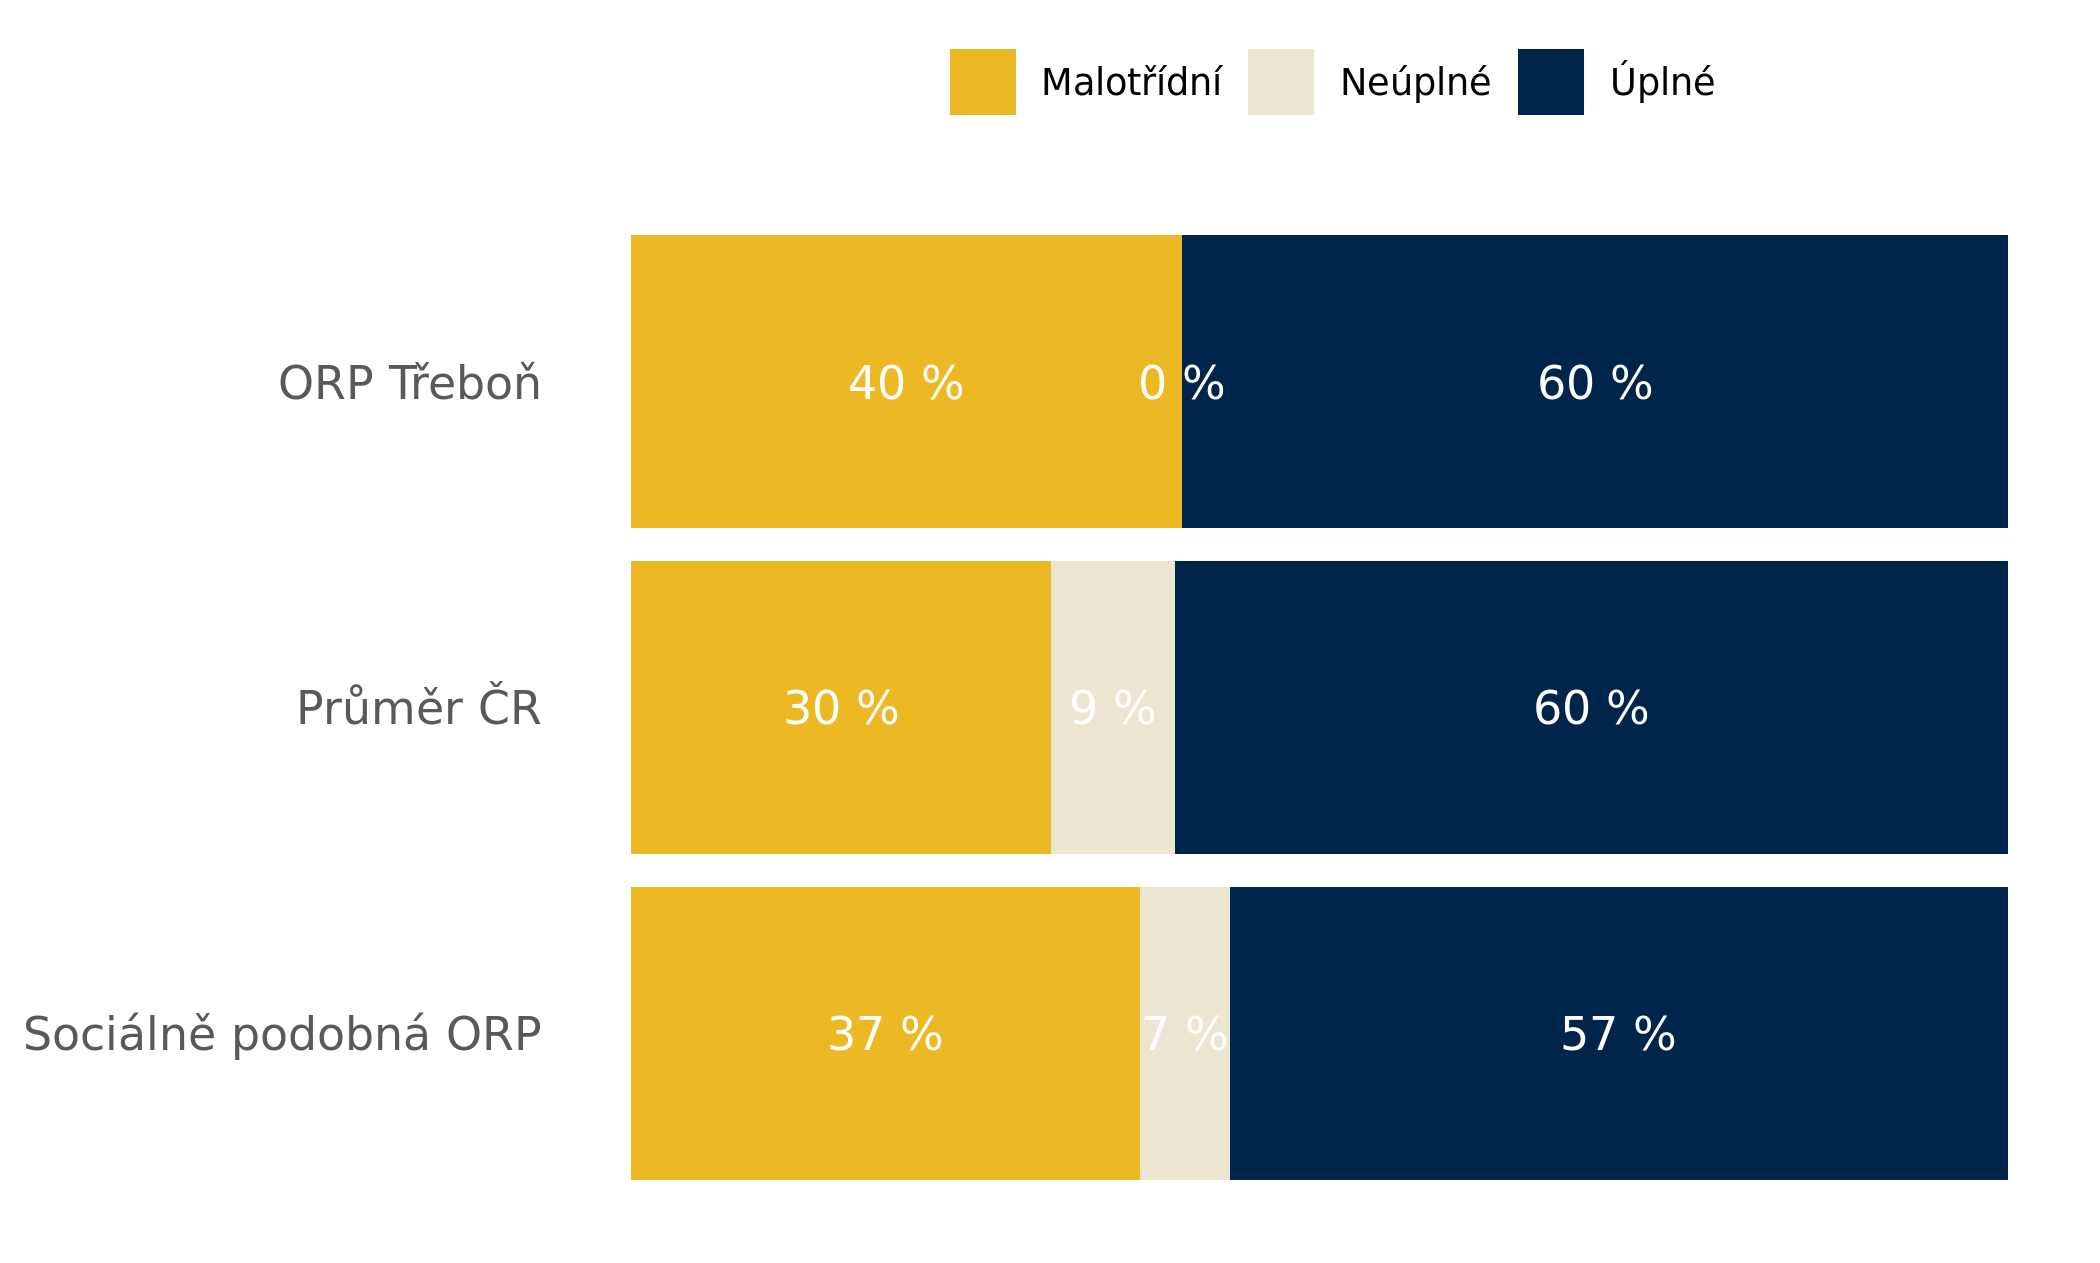 Malotřídní Neúplné Úplné
ORP Třeboň 40 % 0 % 60 %
Průměr ČR 30 % 9 % 60 %
Sociálně podobná ORP 37 % 7 % 57 %